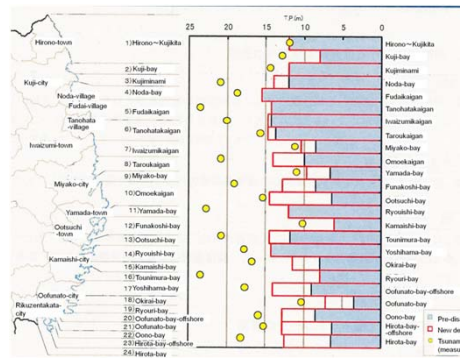 T.P(m)
25 20 15 10 5 0
Hirono-town
Kuji-city
Noda-village
Fudai-village
Tanohata
-village
Iwaizumi-town
Miyako-city
Yamada-town
Ootsuchi
-town
Kamaishi-city
Oofunato-city
Rikuzentakata-
city
1) Hirono~Kujikita
2) Kuji-bay
3) Kujiminami
4) Noda-bay
5) Fudaikaigan
6) Tanohatakaigan
7) Iwaizumikaigan
8) Taroukaigan
9) Miyako-bay
10) Omoekaigan
11) Yamada-bay
12) Funakoshi-bay
13) Ootsuchi-bay
14) Ryouishi-bay
15) Kamaishi-bay
16) Tounimura-bay
17) Yoshihama-bay
18) Okirai-bay
19) Ryouri-bay
20) Oofunato-bay-offshore
21) Oofunato-bay
22) Oono-bay
23) Hirota-bay-offshore
24) Hirota-bay
Hirono~Kujikita
Kuji-bay
Kujiminami
Noda-bay
Fudaikaigan
Tanohatakaigan
Iwaizumikaigan
Taroukaigan
Miyako-bay
Omoekaigan
Yamada-bay
Funakoshi-bay
Ootsuchi-bay
Ryouishi-bay
Kamaishi-bay
Tounimura-bay
Yoshihama-bay
Okirai-bay
Ryouri-bay
Oofunato-bay-offshore
Oofunato-bay
Oono-bay
Hirota-bay
-offshore
Hirota-bay
Pre-dis
New de
Tsunam
(measu